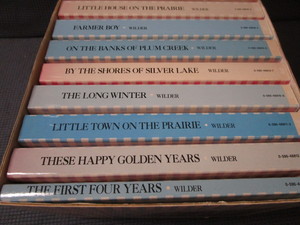 LITTLE HOUSE ON THE PRAIRIE WILDER
FARMER BOY • WILDER
ON THE BANKS OF PLUM CREEK • WILDER
BY THE SHORES OF SILVER LAKE WILDER
THE LONG WINTER • WILDER
LITTLE TOWN ON THE PRAIRIE • WILDER
THESE HAPPY GOLDEN YEARS WILDER
THE FIRST FOUR YEARS • WILDER